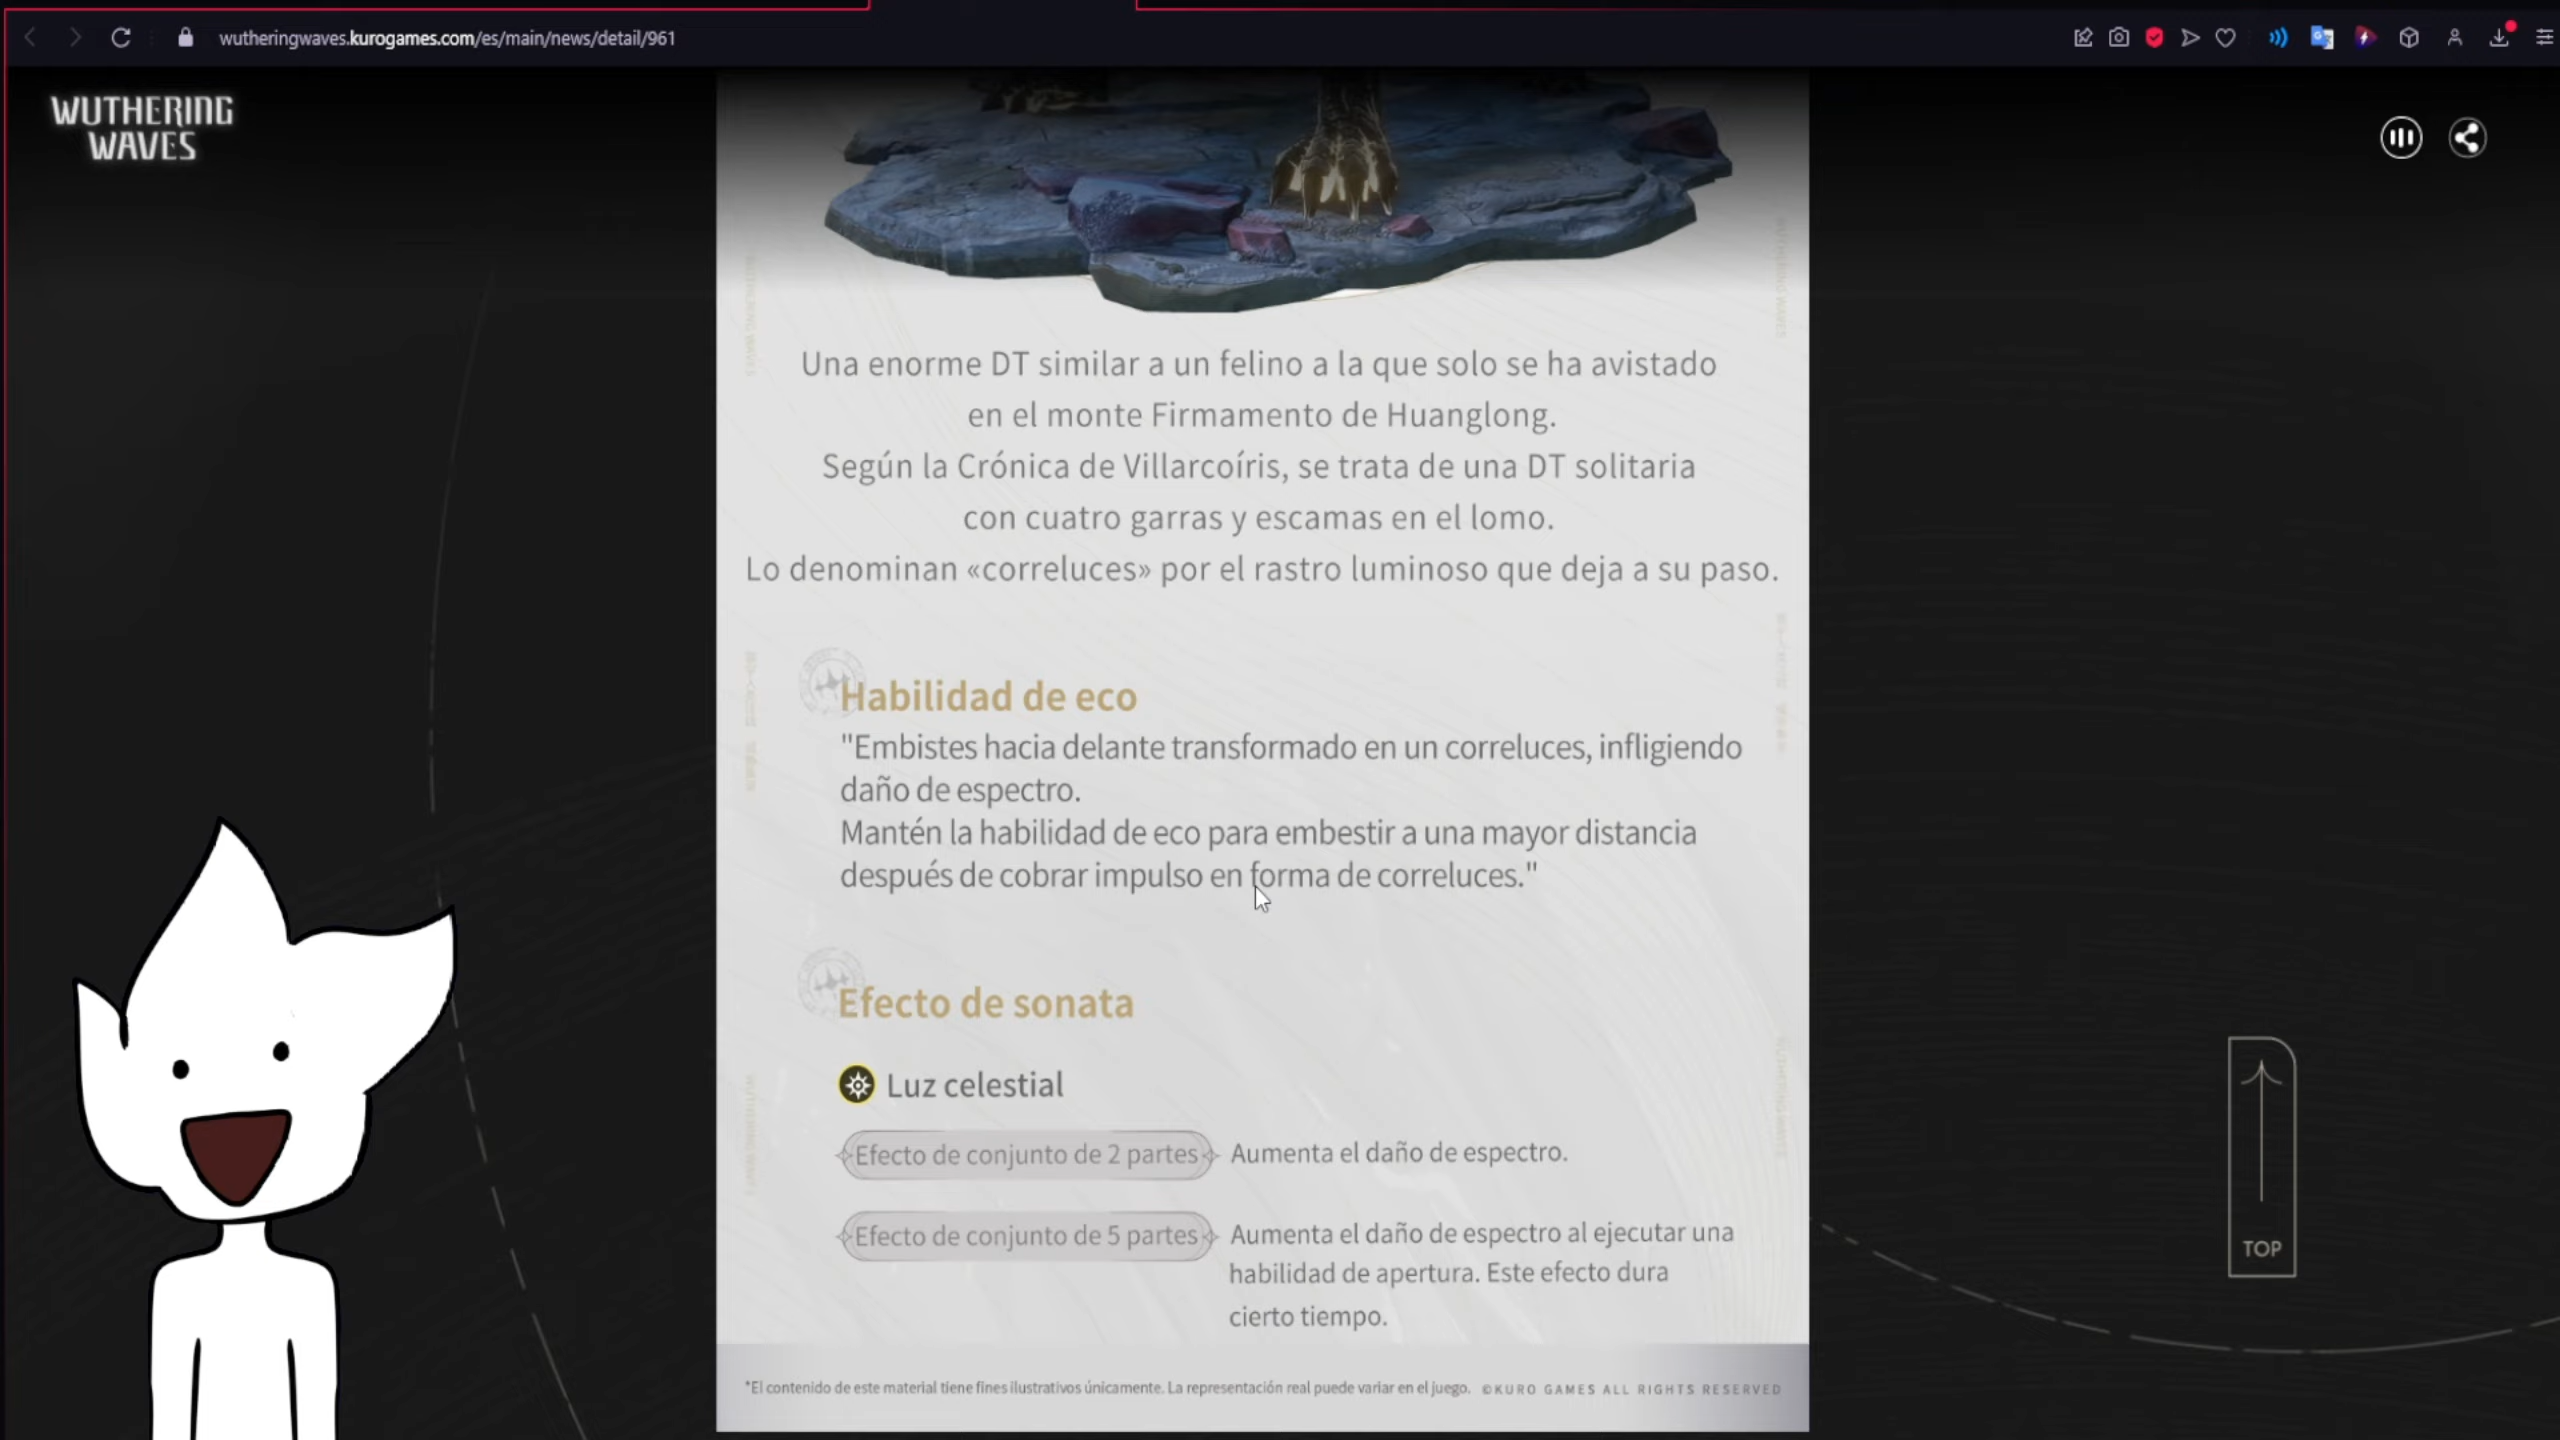 wutheringwaves.kurogames.com/es/main/news/detail/961
WUTHERING
WAVES
Una enorme DT similar a un felino a la que solo se ha avistado
en el monte Firmamento de Huanglong.
Según la Crónica de Villarcoíris, se trata de una DT solitaria
con cuatro garras y escamas en el lomo.
Lo denominan «correluces» por el rastro luminoso que deja a su paso.
Habilidad de eco
"Embistes hacia delante transformado en un correluces, infligiendo
daño de espectro.
Mantén la habilidad de eco para embestir a una mayor distancia
después de cobrar impulso en forma de correluces."
Efecto de sonata
Luz celestial
Efecto de conjunto de 2 partes Aumenta el daño de espectro.
Efecto de conjunto de 5 partes Aumenta el daño de espectro al ejecutar una
habilidad de apertura. Este efecto dura
cierto tiempo.
TOP
*El contenido de este material tiene fines ilustrativos únicamente. La representación real puede variar en el juego. ©KURO GAMES ALL RIGHTS RESERVED